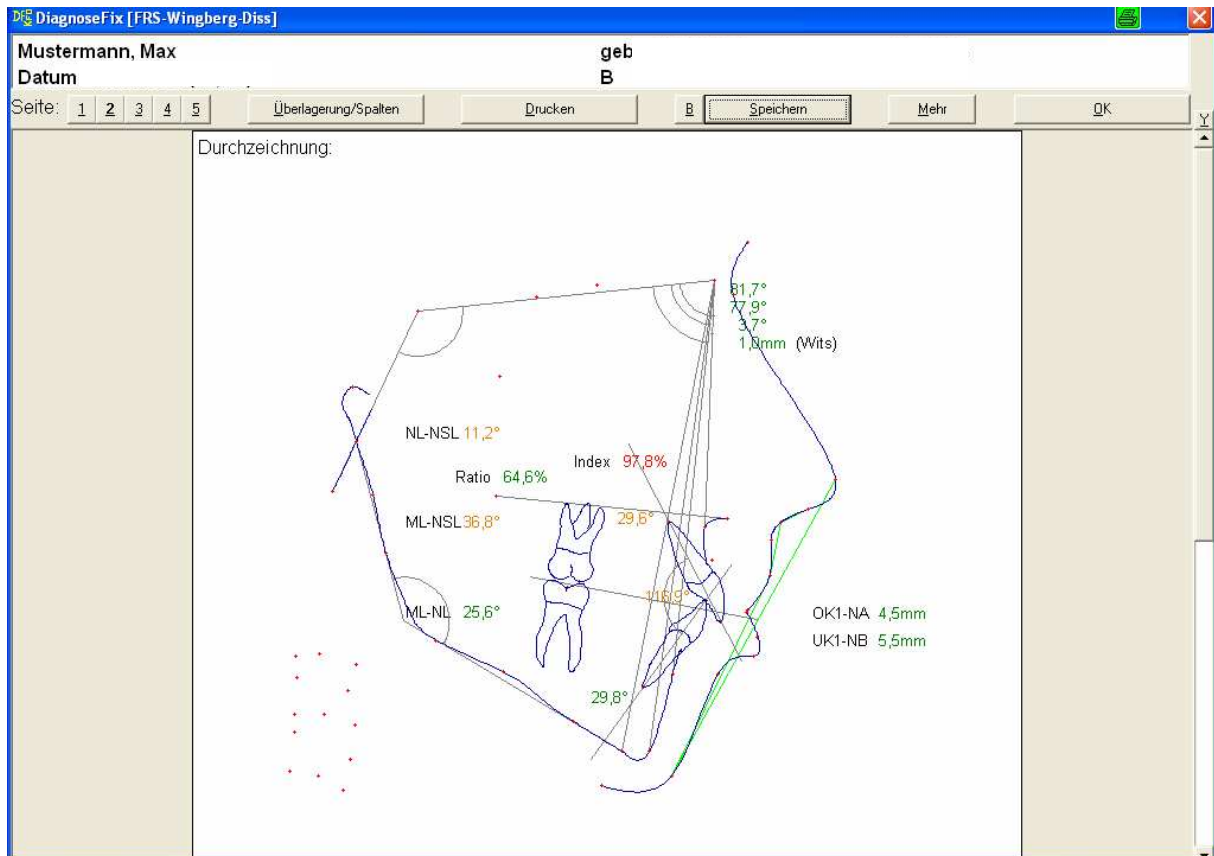 DiagnoseFix [FRS-Wingberg-Diss]
Mustermann, Max geb
Datum B
Seite: 1 2 3 4 5 Überlagerung/Spalten Drucken B Speichern Mehr OK
Y
Durchzeichnung:
81,7°
77,9°
3,7°
1,0mm (Wits)
NL-NSL 11,2°
Index 97,8%
Ratio 64,6%
ML-NSL 36,8° 29,6°
116,9°
ML-NL 25,6° OK1-NA 4,5mm
UK1-NB 5,5mm
29,8°